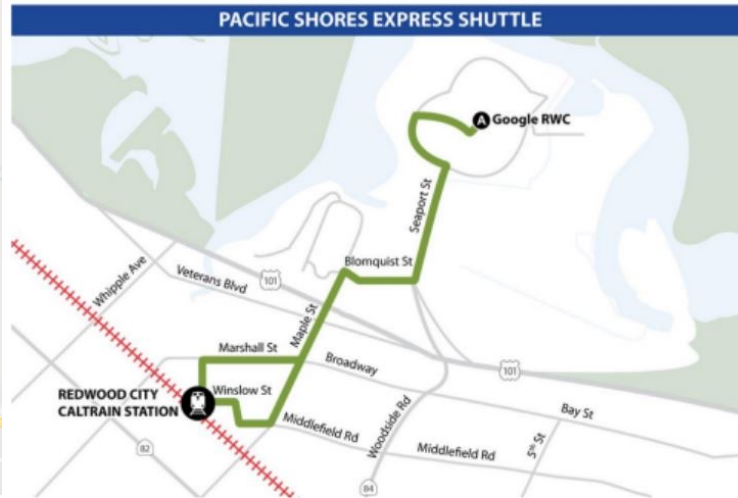 PACIFIC SHORES EXPRESS SHUTTLE
A Google RWC
Seaport St
Blomquist St
Whipple Ave
Veterans Blvd
101
Maple St
Marshall St
Broadway
101
REDWOOD CITY
CALTRAIN STATION
Winslow St
Woodside Rd
Bay St
Middlefield Rd
Middlefield Rd
5th St
82
84